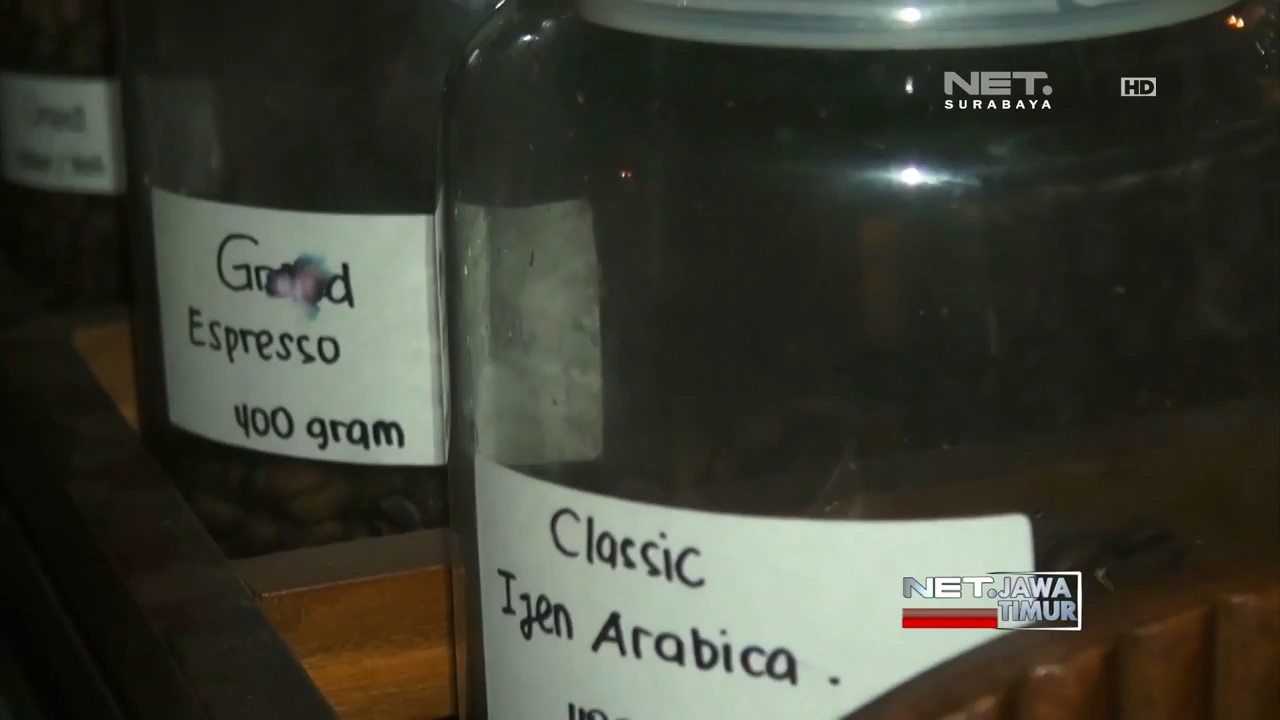 NET.
SURABAYA
HD
Espresso
400 gram
Classic
Ijen Arabica .
NET. JAWA
TIMUR